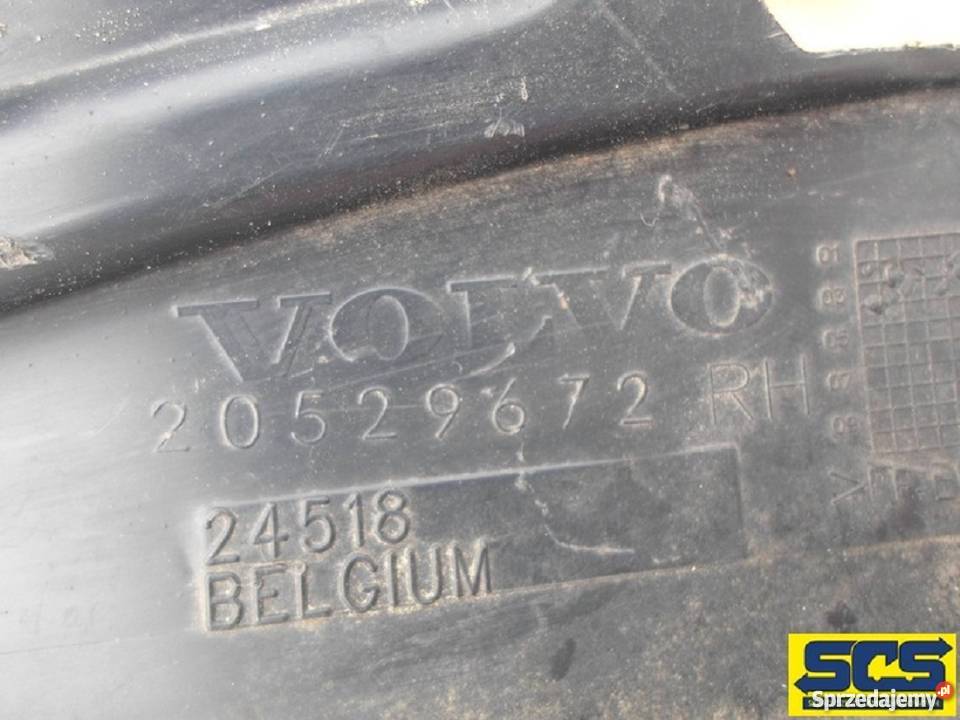 VOLVO
20529672 RH
24518
BELGIUM
SCS
Sprzedajemy.pl